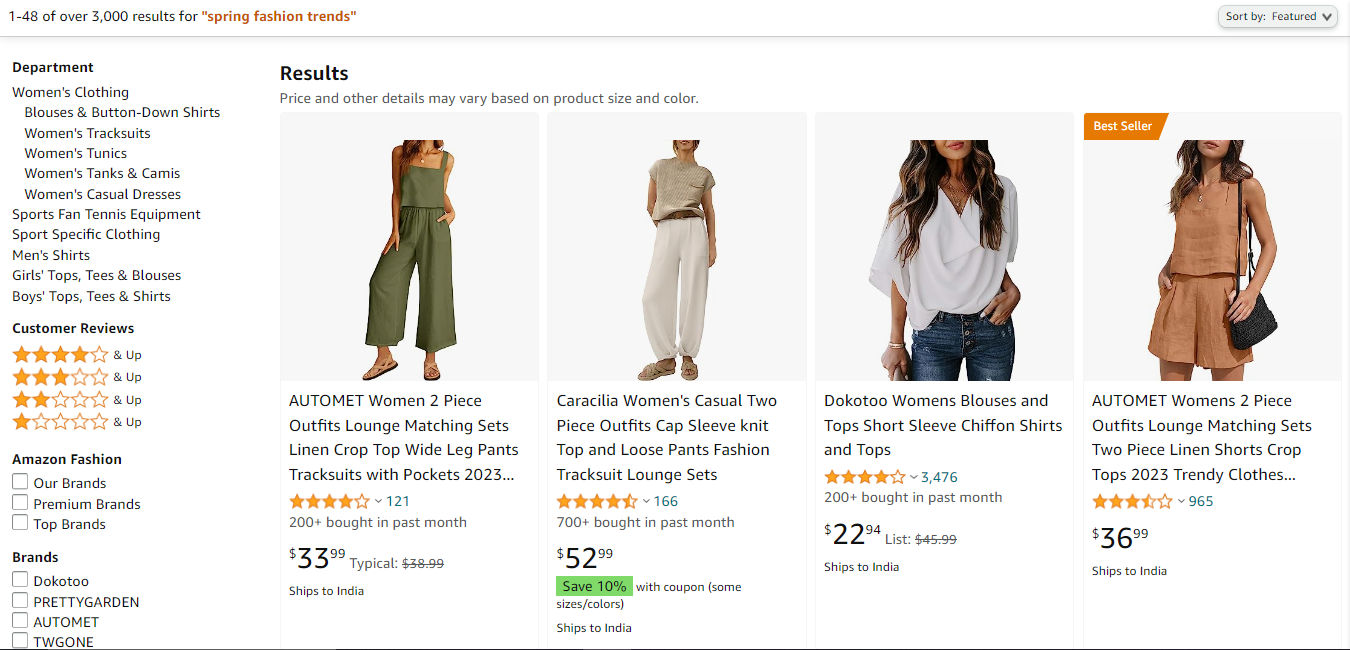 1-48 of over 3,000 results for "spring fashion trends"
Sort by: Featured
Department
Women's Clothing
Blouses & Button-Down Shirts
Women's Tracksuits
Women's Tunics
Women's Tanks & Camis
Women's Casual Dresses
Sports Fan Tennis Equipment
Sport Specific Clothing
Men's Shirts
Girls' Tops, Tees & Blouses
Boys' Tops, Tees & Shirts
Customer Reviews
& Up
& Up
& Up
& Up
Amazon Fashion
Our Brands
Premium Brands
Top Brands
Brands
Dokotoo
PRETTYGARDEN
AUTOMET
TWGONE
Results
Price and other details may vary based on product size and color.
AUTOMET Women 2 Piece
Outfits Lounge Matching Sets
Linen Crop Top Wide Leg Pants
Tracksuits with Pockets 2023...
121
200+ bought in past month
$33.99 Typical: $38.99
Ships to India
Caracilia Women's Casual Two
Piece Outfits Cap Sleeve knit
Top and Loose Pants Fashion
Tracksuit Lounge Sets
166
700+ bought in past month
$52.99
Save 10% with coupon (some
sizes/colors)
Ships to India
Dokotoo Womens Blouses and
Tops Short Sleeve Chiffon Shirts
and Tops
3,476
200+ bought in past month
$22.94 List: $45.99
Ships to India
Best Seller
AUTOMET Womens 2 Piece
Outfits Lounge Matching Sets
Two Piece Linen Shorts Crop
Tops 2023 Trendy Clothes...
965
$36.99
Ships to India